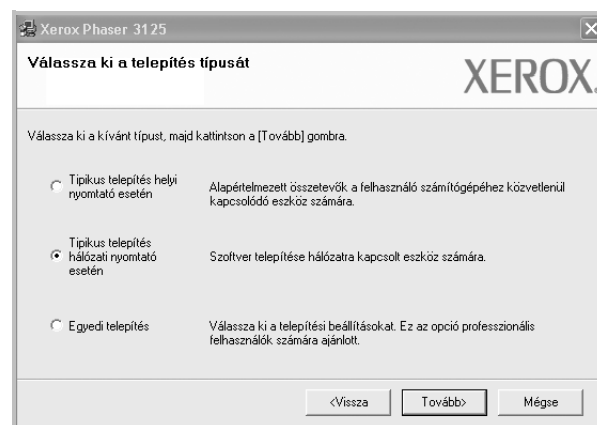 Xerox Phaser 3125
Válassza ki a telepítés típusát
XEROX.
Válassza ki a kívánt típust, majd kattintson a [Tovább] gombra.
Tipikus telepítés helyi
nyomtató esetén
Alapértelmezett összetevők a felhasználó számítógépéhez közvetlenül
kapcsolódó eszköz számára.
Tipikus telepítés
hálózati nyomtató
esetén
Szoftver telepítése hálózatra kapcsolt eszköz számára.
Egyedi telepítés
Válassza ki a telepítési beállításokat. Ez az opció professzionális
felhasználók számára ajánlott.
<Vissza
Tovább>
Mégse